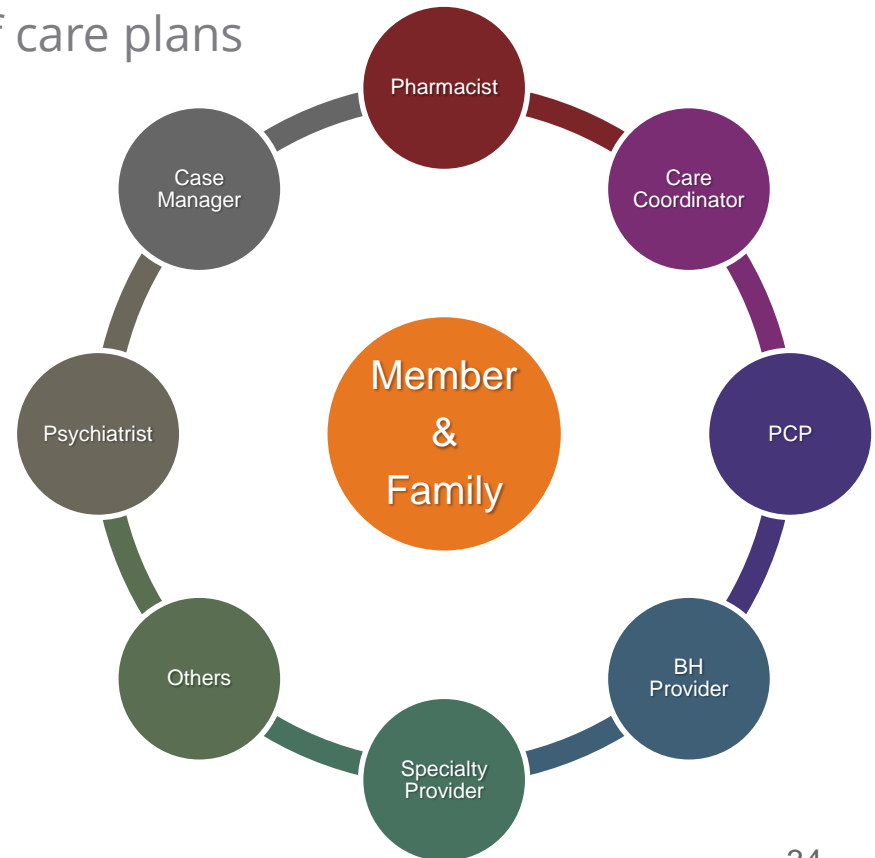 f care plans
Pharmacist
Care
Coordinator
PCP
BH
Provider
Specialty
Provider
Others
Psychiatrist
Case
Manager
Member
&
Family